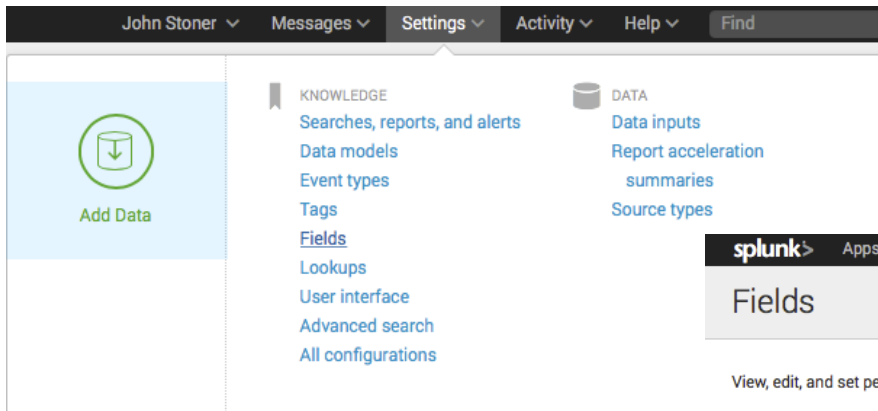 John Stoner Messages Settings Activity Help Find
Add Data
KNOWLEDGE
Searches, reports, and alerts
Data models
Event types
Tags
Fields
Lookups
User interface
Advanced search
All configurations
DATA
Data inputs
Report acceleration
summaries
Source types
splunk> Apps
Fields
View, edit, and set pe